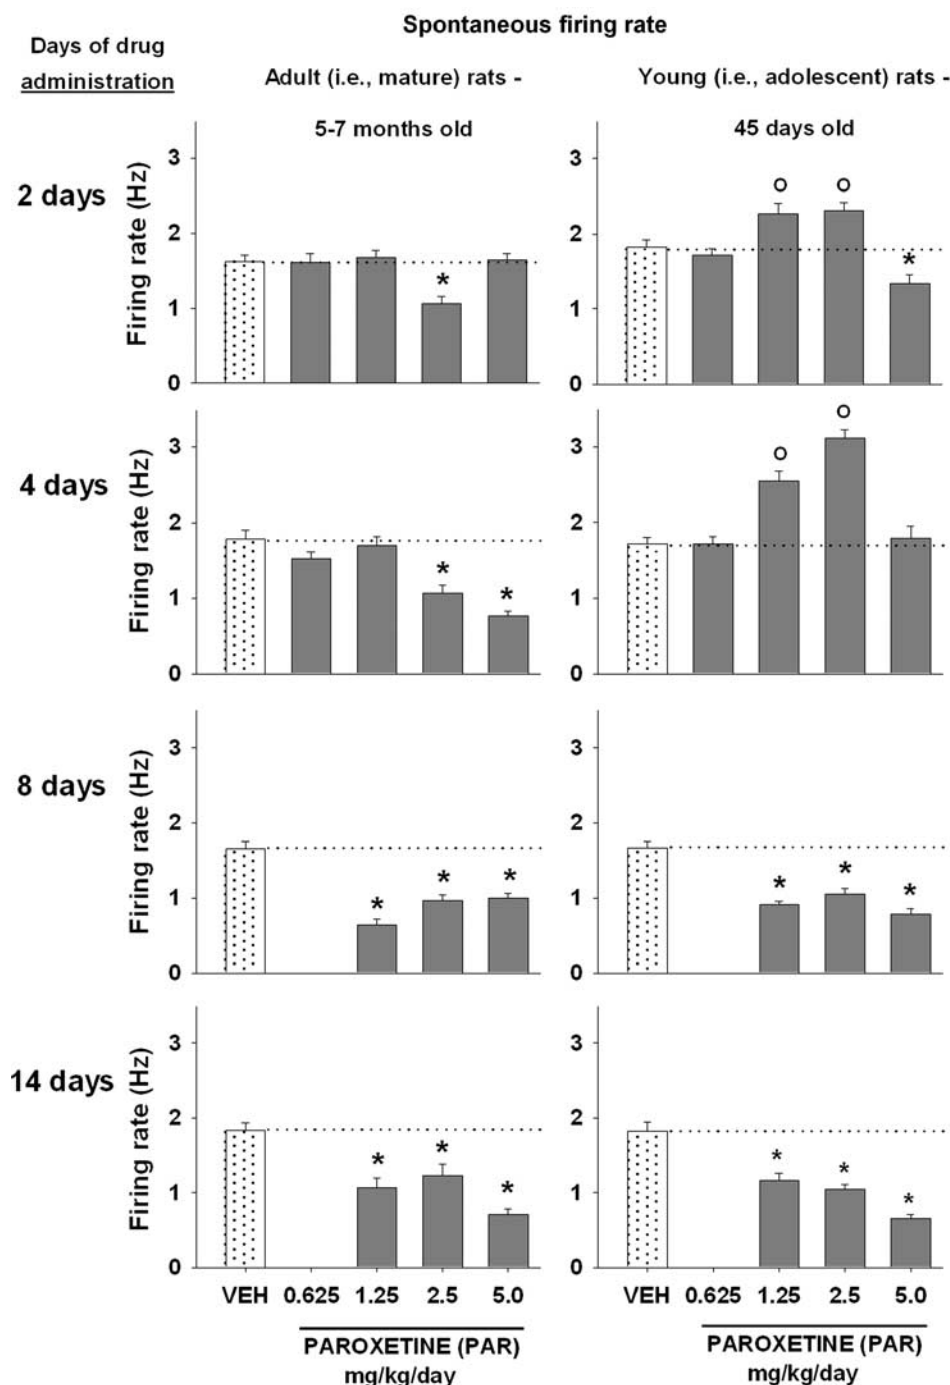 Spontaneous firing rate
Days of drug
administration
Adult (i.e., mature) rats -
5-7 months old
Young (i.e., adolescent) rats -
45 days old
2 days
Firing rate (Hz)
3
2
1
0
*
3
2
1
0
O
O
*
4 days
Firing rate (Hz)
3
2
1
0
*
*
3
2
1
0
O
O
8 days
Firing rate (Hz)
3
2
1
0
*
*
*
3
2
1
0
*
*
*
14 days
Firing rate (Hz)
3
2
1
0
*
*
*
3
2
1
0
*
*
*
VEH 0.625 1.25 2.5 5.0
PAROXETINE (PAR)
mg/kg/day
VEH 0.625 1.25 2.5 5.0
PAROXETINE (PAR)
mg/kg/day